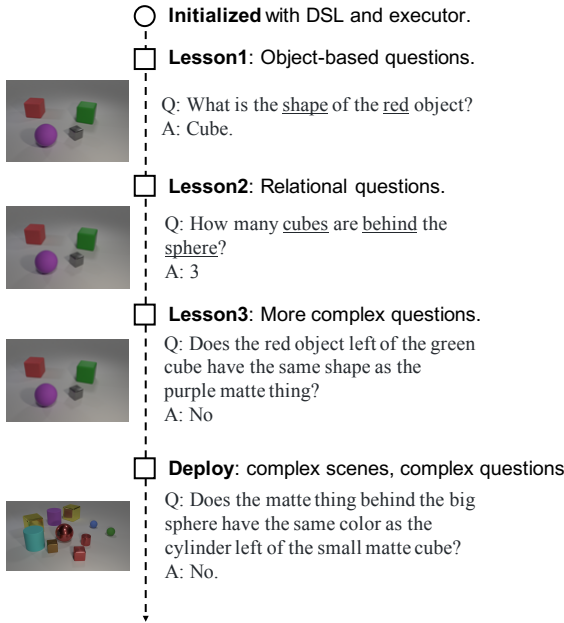 Initialized with DSL and executor.
Lesson1: Object-based questions.
Q: What is the shape of the red object?
A: Cube.
Lesson2: Relational questions.
Q: How many cubes are behind the
sphere?
A: 3
Lesson3: More complex questions.
Q: Does the red object left of the green
cube have the same shape as the
purple matte thing?
A: No
Deploy: complex scenes, complex questions
Q: Does the matte thing behind the big
sphere have the same color as the
cylinder left of the small matte cube?
A: No.